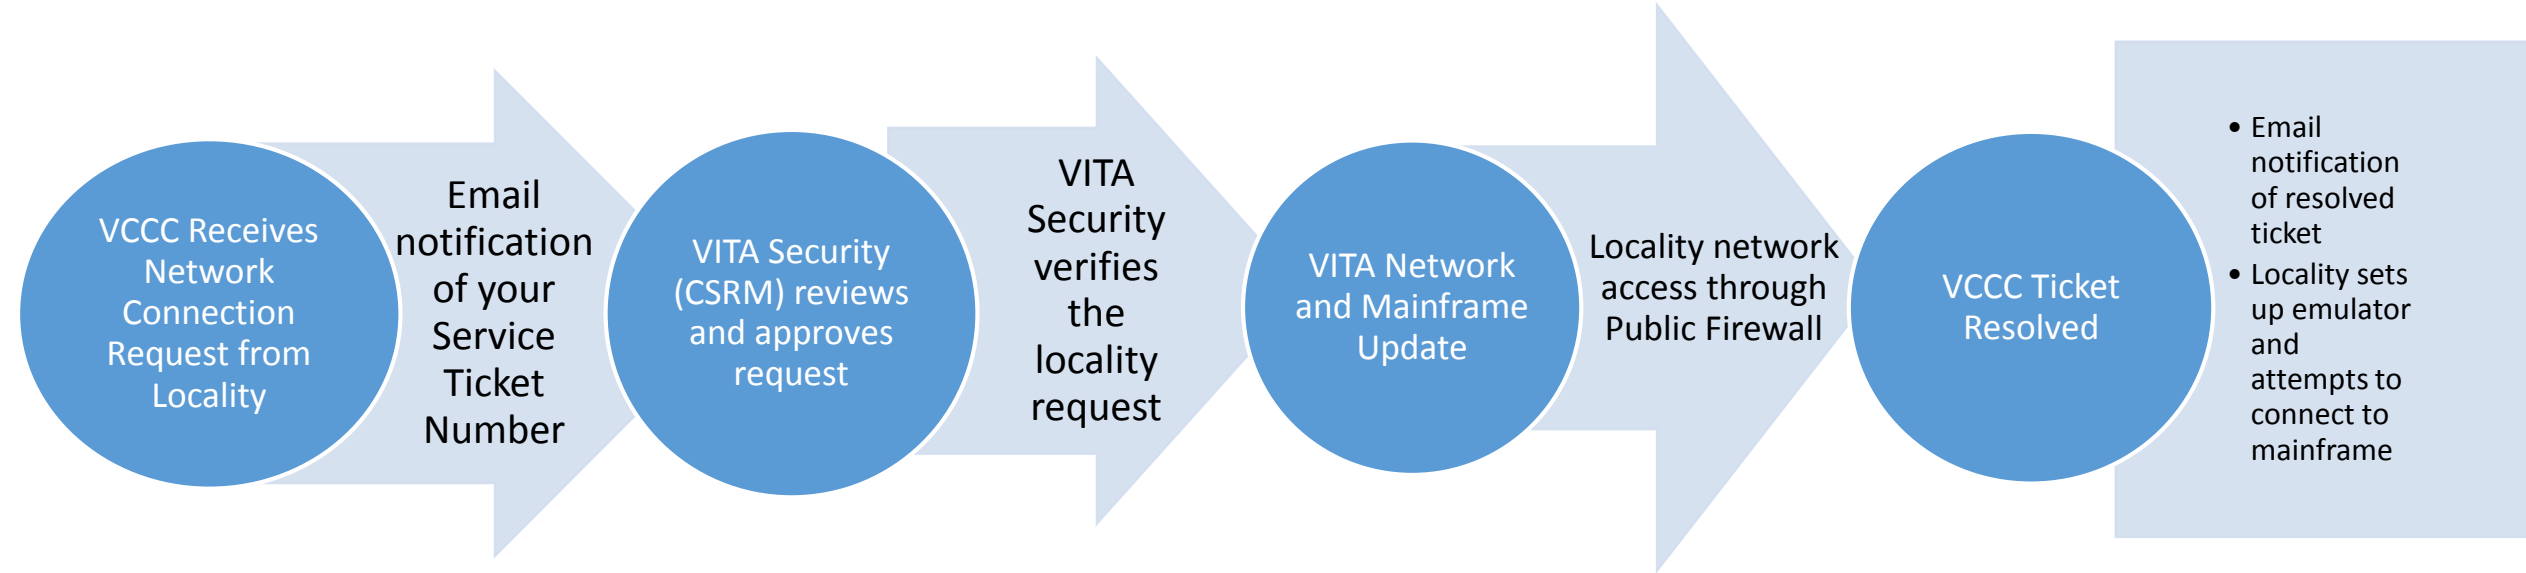 VCCC Receives
Network
Connection
Request from
Locality
Email
notification
of your
Service
Ticket
Number
VITA Security
(CSRM) reviews
and approves
request
VITA
Security
verifies
the
locality
request
VITA Network
and Mainframe
Update
Locality network
access through
Public Firewall
VCCC Ticket
Resolved
• Email
notification
of resolved
ticket
• Locality sets
up emulator
and
attempts to
connect to
mainframe